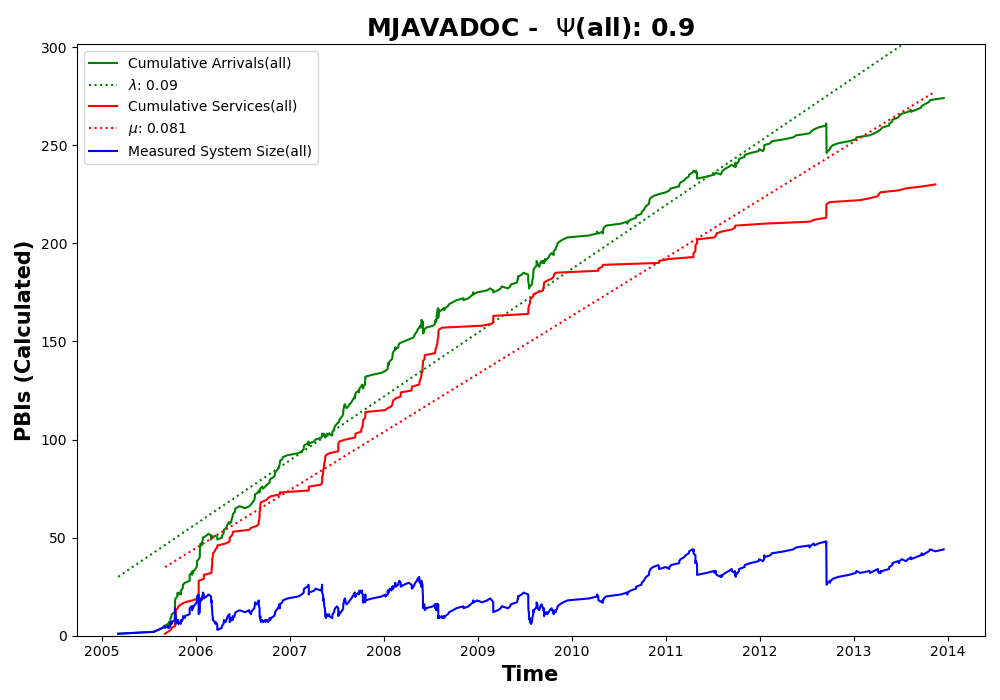 MJAVADOC -  Ψ(all): 0.9
Cumulative Arrivals(all)
λ: 0.09
Cumulative Services(all)
μ: 0.081
Measured System Size(all)
PBIs (Calculated)
300
250
200
150
100
50
0
2005 2006 2007 2008 2009 2010 2011 2012 2013 2014
Time